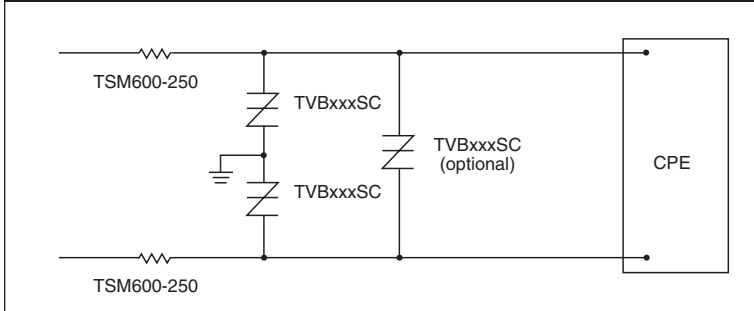 TSM600-250
TVBxxxSC
TVBxxxSC
(optional)
CPE
TVBxxxSC
TSM600-250